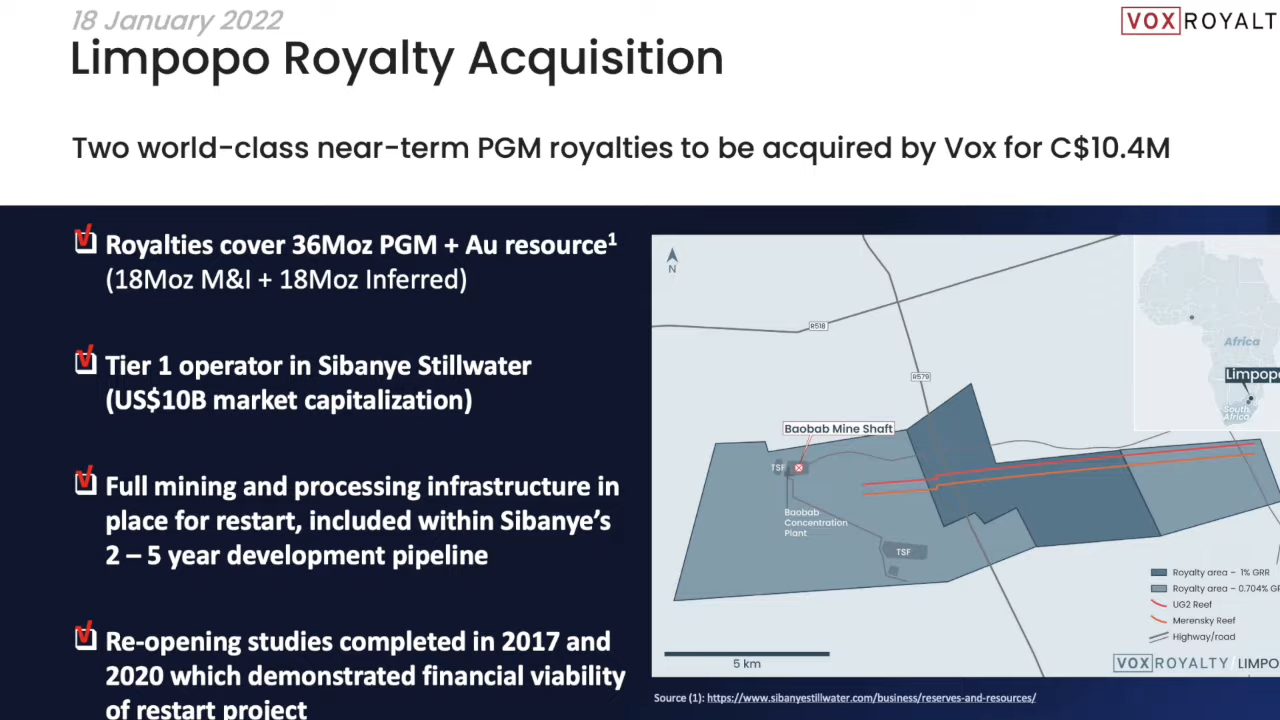 18 January 2022
VOX ROYALT
Limpopo Royalty Acquisition
Two world-class near-term PGM royalties to be acquired by Vox for C$10.4M
Royalties cover 36Moz PGM + Au resource¹
(18Moz M&I + 18Moz Inferred)
Tier 1 operator in Sibanye Stillwater
(US$10B market capitalization)
Full mining and processing infrastructure in
place for restart, included within Sibanye’s
2 – 5 year development pipeline
Re-opening studies completed in 2017 and
2020 which demonstrated financial viability
of restart project
N
R518
R579
Africa
Limpopo
South
Africa
Baobab Mine Shaft
TSF
Baobab
Concentration
Plant
TSF
Royalty area – 1% GRR
Royalty area – 0.704% GR
UG2 Reef
Merensky Reef
Highway/road
5 km
VOX ROYALTY / LIMPO
Source (1): https://www.sibanyestillwater.com/business/reserves-and-resources/